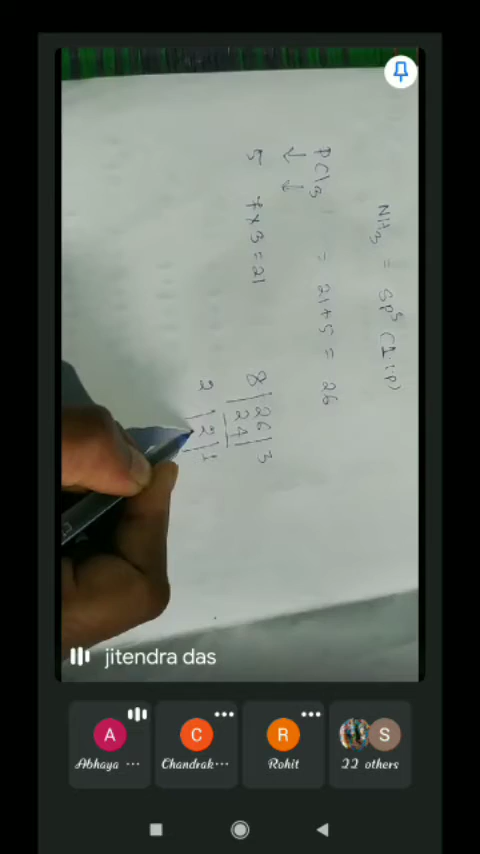 NH3 = SP3 (1 l.p)
PCl3 = 21 + 5 = 26
↓ ↓
5 7 x 3 = 21
8 | 26 | 3
24
2 | 2 | 1
jitendra das
A C R S
Abhaya ··· Chandrak··· Rohit 22 others